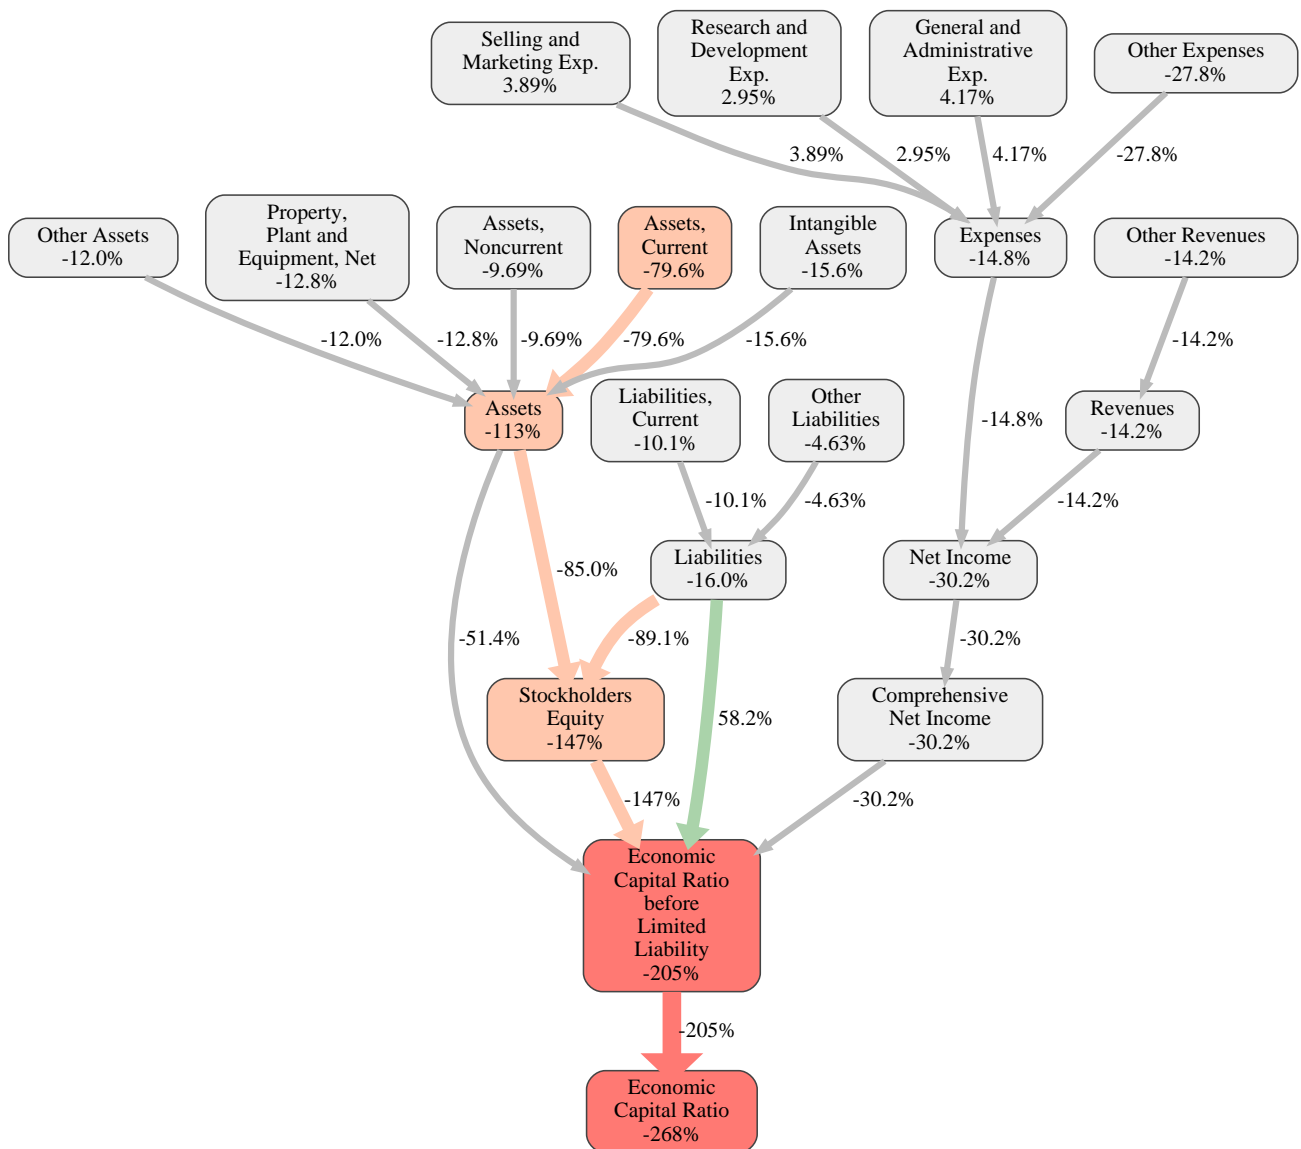 Selling and
Marketing Exp.
3.89%
Research and
Development
Exp.
2.95%
General and
Administrative
Exp.
4.17%
Other Expenses
-27.8%
3.89%
2.95%
4.17%
-27.8%
Other Assets
-12.0%
Property,
Plant and
Equipment, Net
-12.8%
Assets,
Noncurrent
-9.69%
Assets,
Current
-79.6%
Intangible
Assets
-15.6%
Expenses
-14.8%
Other Revenues
-14.2%
-12.0%
-12.8%
-9.69%
-79.6%
-15.6%
-14.2%
Assets
-113%
Liabilities,
Current
-10.1%
Other
Liabilities
-4.63%
-14.8%
Revenues
-14.2%
-10.1%
-4.63%
-14.2%
-85.0%
Liabilities
-16.0%
Net Income
-30.2%
-51.4%
-89.1%
-30.2%
Stockholders
Equity
-147%
58.2%
Comprehensive
Net Income
-30.2%
-147%
-30.2%
Economic
Capital Ratio
before
Limited
Liability
-205%
-205%
Economic
Capital Ratio
-268%